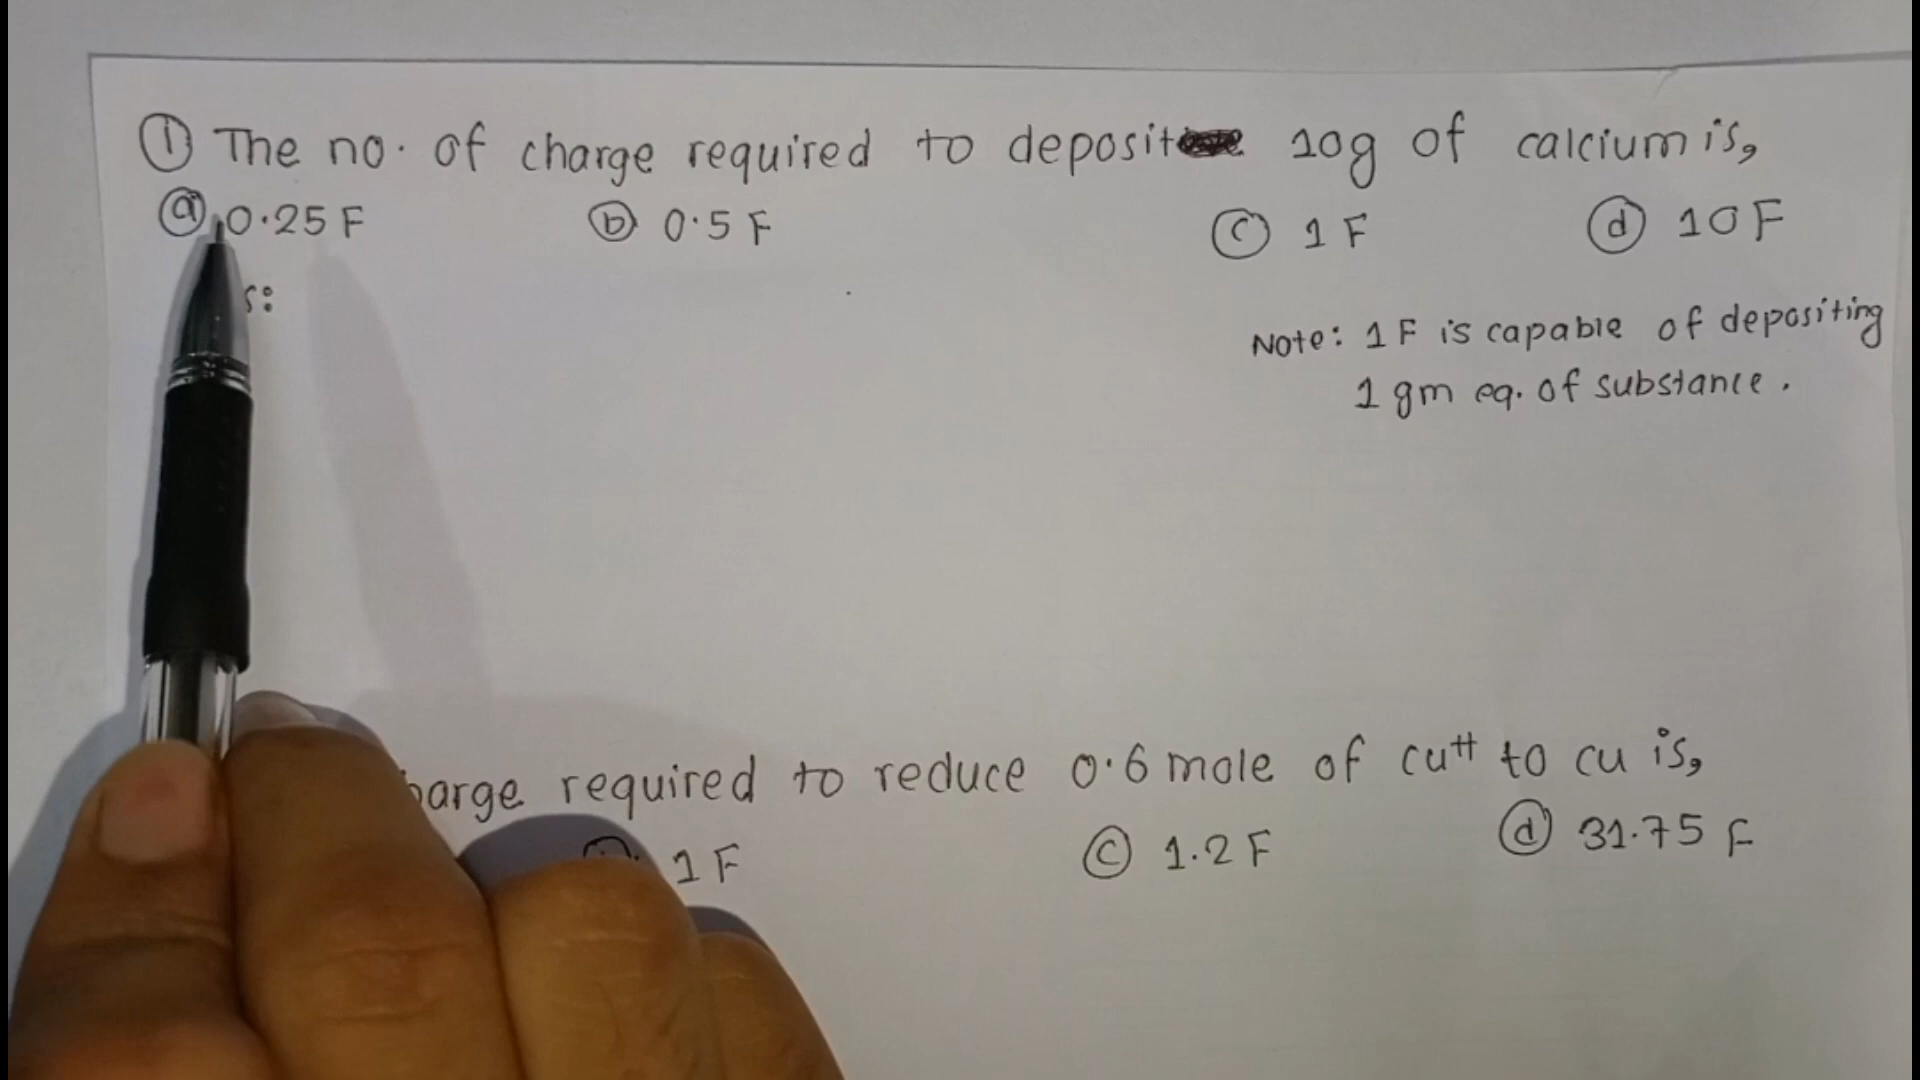 ① The no. of charge required to deposit 10g of calcium is,
ⓐ 0.25 F ⓑ 0.5 F ⓒ 1 F ⓓ 10 F
s:
Note: 1 F is capable of depositing
1 gm eq. of substance.
required to reduce 0.6 mole of cu++ to cu is,
1 F ⓒ 1.2 F ⓓ 31.75 F